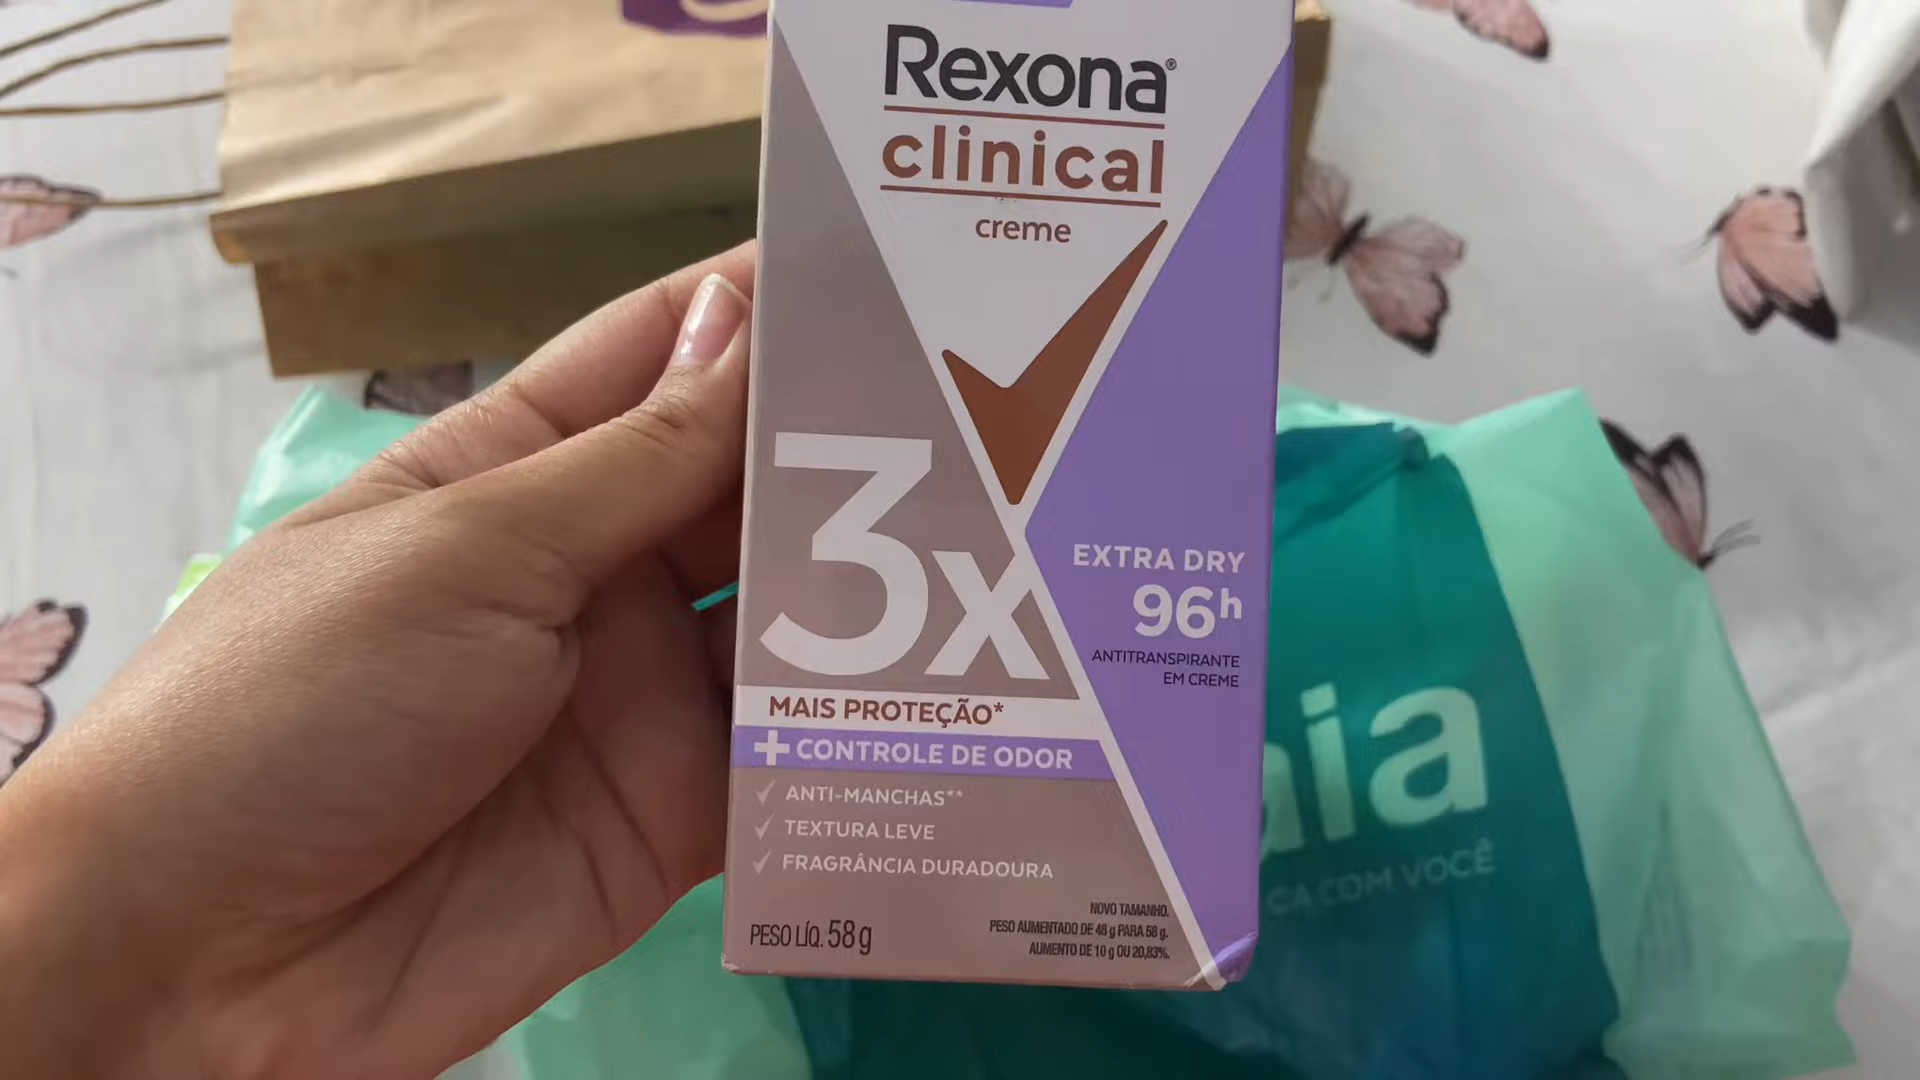 Rexona®
clinical
creme
3x
EXTRA DRY
96h
ANTITRANSPIRANTE
EM CREME
MAIS PROTEÇÃO*
+ CONTROLE DE ODOR
✓ ANTI-MANCHAS**
✓ TEXTURA LEVE
✓ FRAGRÂNCIA DURADOURA
PESO LÍQ. 58g
NOVO TAMANHO.
PESO AUMENTADO DE 48 g PARA 58 g.
AUMENTO DE 10 g OU 20,83%.
aia
COM VOCÊ